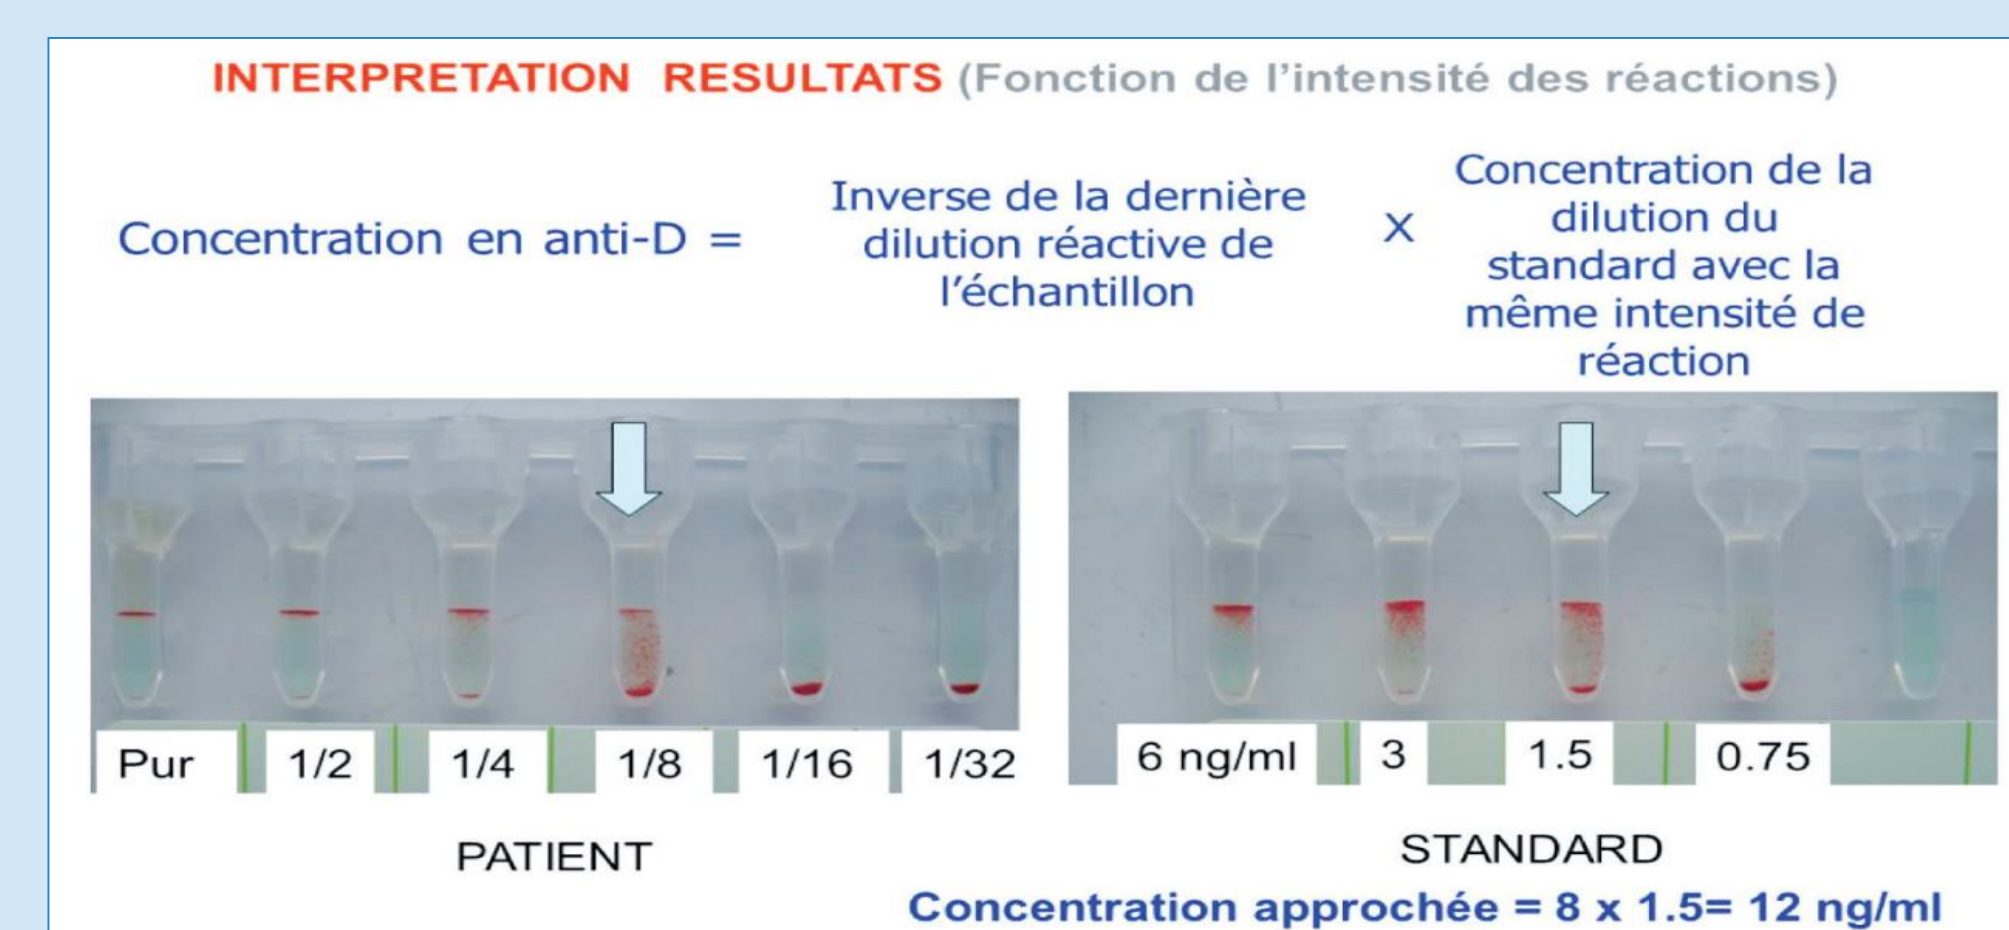 INTERPRETATION RESULTATS (Fonction de l'intensité des réactions)
Concentration en anti-D =
Inverse de la dernière
dilution réactive de
l'échantillon
X
Concentration de la
dilution du
standard avec la
même intensité de
réaction
Pur 1/2 1/4 1/8 1/16 1/32
PATIENT
6 ng/ml 3 1.5 0.75
STANDARD
Concentration approchée = 8 x 1.5= 12 ng/ml